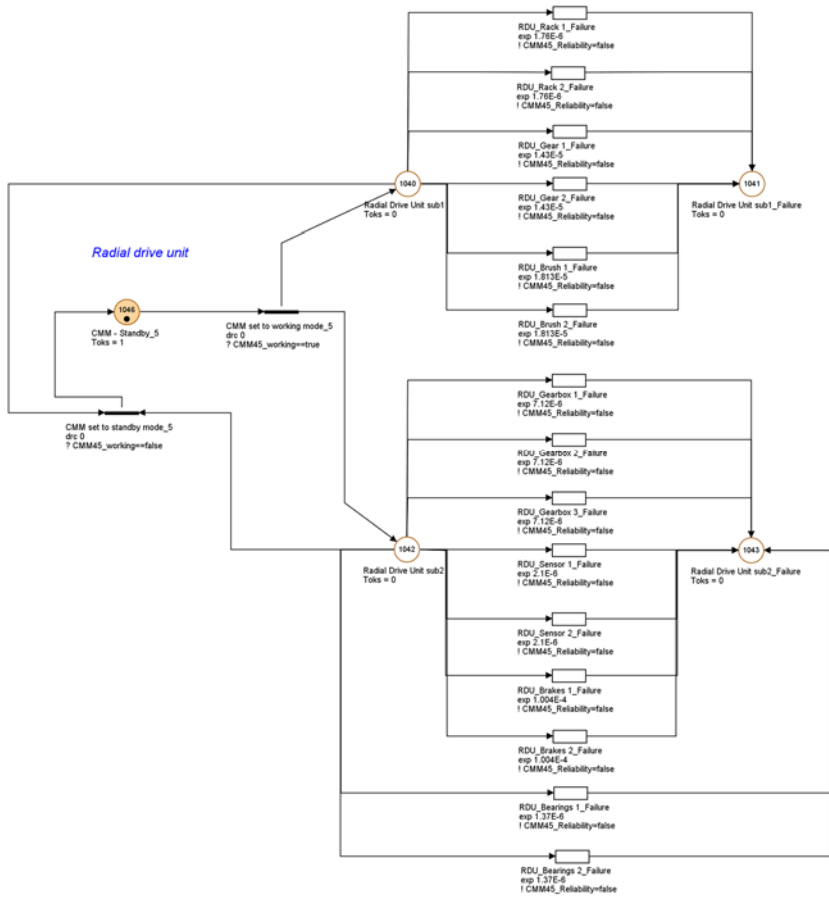 RDU_Rack 1_Failure
exp 1.76E-6
! CMM45_Reliability=false
RDU_Rack 2_Failure
exp 1.76E-6
! CMM45_Reliability=false
RDU_Gear 1_Failure
exp 1.43E-5
! CMM45_Reliability=false
1040
Radial Drive Unit sub1
Toks = 0
RDU_Gear 2_Failure
exp 1.43E-5
! CMM45_Reliability=false
1041
Radial Drive Unit sub1_Failure
Toks = 0
Radial drive unit
RDU_Brush 1_Failure
exp 1.813E-5
! CMM45_Reliability=false
1046
CMM - Standby_5
Toks = 1
CMM set to working mode_5
drc 0
? CMM45_working==true
RDU_Brush 2_Failure
exp 1.813E-5
! CMM45_Reliability=false
RDU_Gearbox 1_Failure
exp 7.12E-6
! CMM45_Reliability=false
CMM set to standby mode_5
drc 0
? CMM45_working==false
RDU_Gearbox 2_Failure
exp 7.12E-6
! CMM45_Reliability=false
RDU_Gearbox 3_Failure
exp 7.12E-6
! CMM45_Reliability=false
1042
Radial Drive Unit sub2
Toks = 0
RDU_Sensor 1_Failure
exp 2.1E-6
! CMM45_Reliability=false
1043
Radial Drive Unit sub2_Failure
Toks = 0
RDU_Sensor 2_Failure
exp 2.1E-6
! CMM45_Reliability=false
RDU_Brakes 1_Failure
exp 1.004E-4
! CMM45_Reliability=false
RDU_Brakes 2_Failure
exp 1.004E-4
! CMM45_Reliability=false
RDU_Bearings 1_Failure
exp 1.37E-6
! CMM45_Reliability=false
RDU_Bearings 2_Failure
exp 1.37E-6
! CMM45_Reliability=false